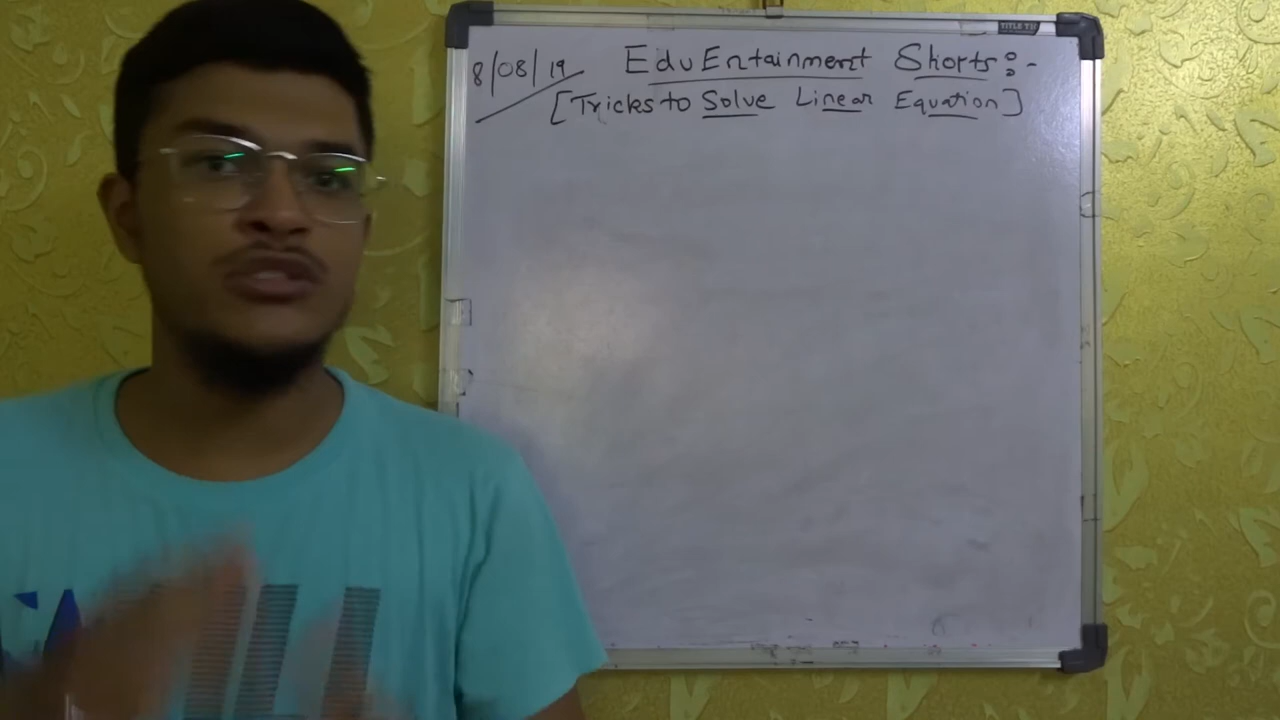 8/08/19 EduEntainment Shorts :-
[Tricks to Solve Linear Equation]